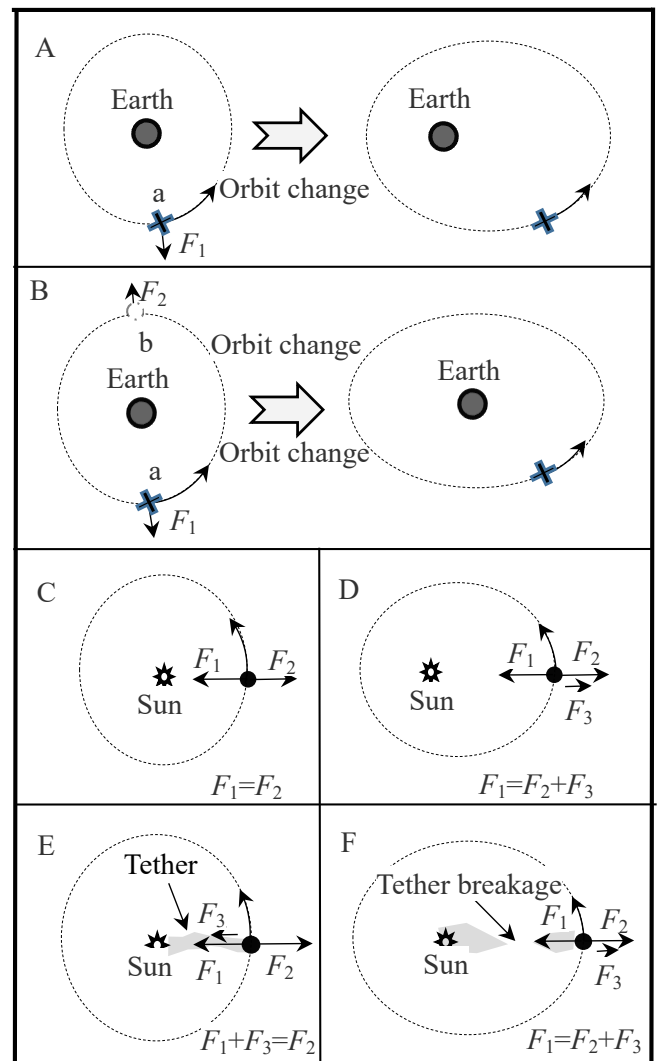 A
Earth
Earth
a
Orbit change
F1
B
F2
b
Orbit change
Earth
Earth
Orbit change
a
F1
C
F1
F2
Sun
F1=F2
D
F1
F2
Sun
F3
F1=F2+F3
E
Tether
F3
Sun
F1
F2
F1+F3=F2
F
Tether breakage
F1
F2
Sun
F3
F1=F2+F3